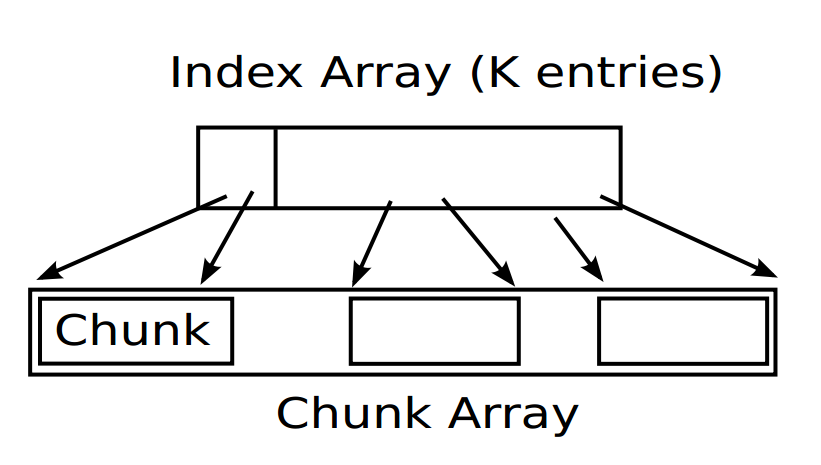 Index Array (K entries)
Chunk
Chunk Array